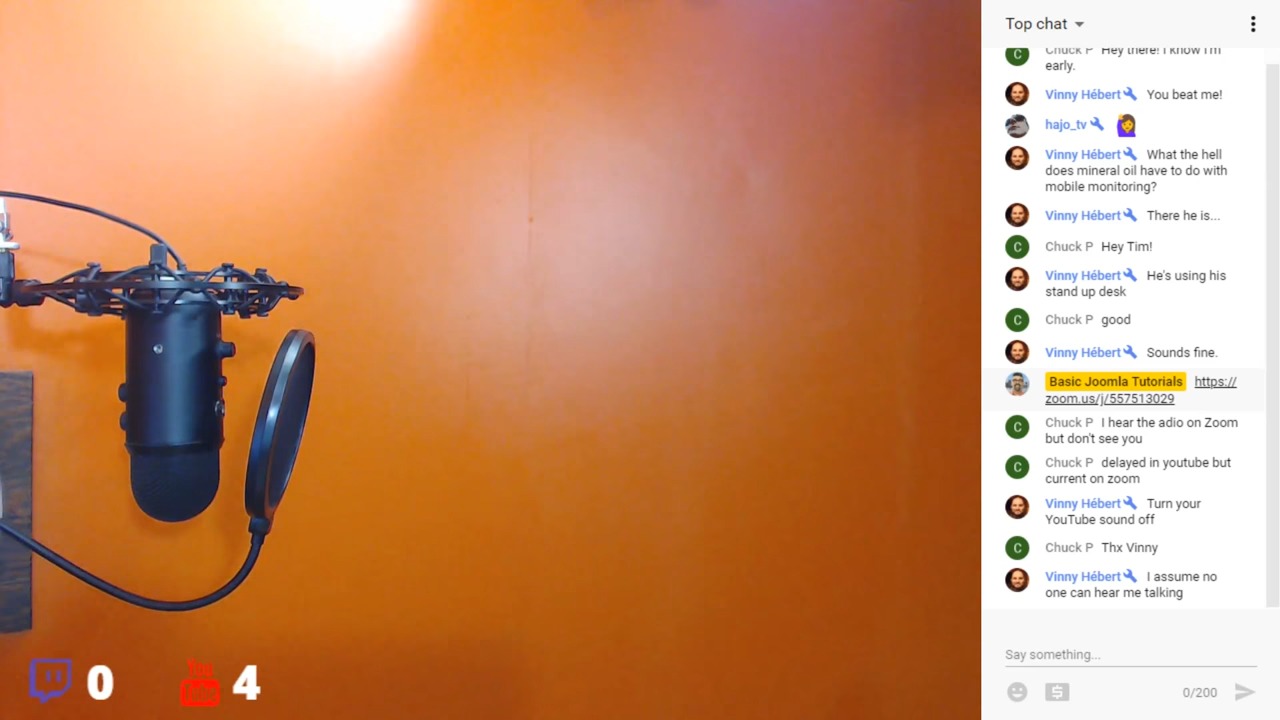 Top chat
C
Chuck P Hey there! I know I'm
early.
Vinny Hébert You beat me!
hajo_tv
Vinny Hébert What the hell
does mineral oil have to do with
mobile monitoring?
Vinny Hébert There he is...
C
Chuck P Hey Tim!
Vinny Hébert He's using his
stand up desk
C
Chuck P good
Vinny Hébert Sounds fine.
Basic Joomla Tutorials https://
zoom.us/j/557513029
C
Chuck P I hear the adio on Zoom
but don't see you
C
Chuck P delayed in youtube but
current on zoom
Vinny Hébert Turn your
YouTube sound off
C
Chuck P Thx Vinny
Vinny Hébert I assume no
one can hear me talking
Say something...
0/200
0
You
Tube
4